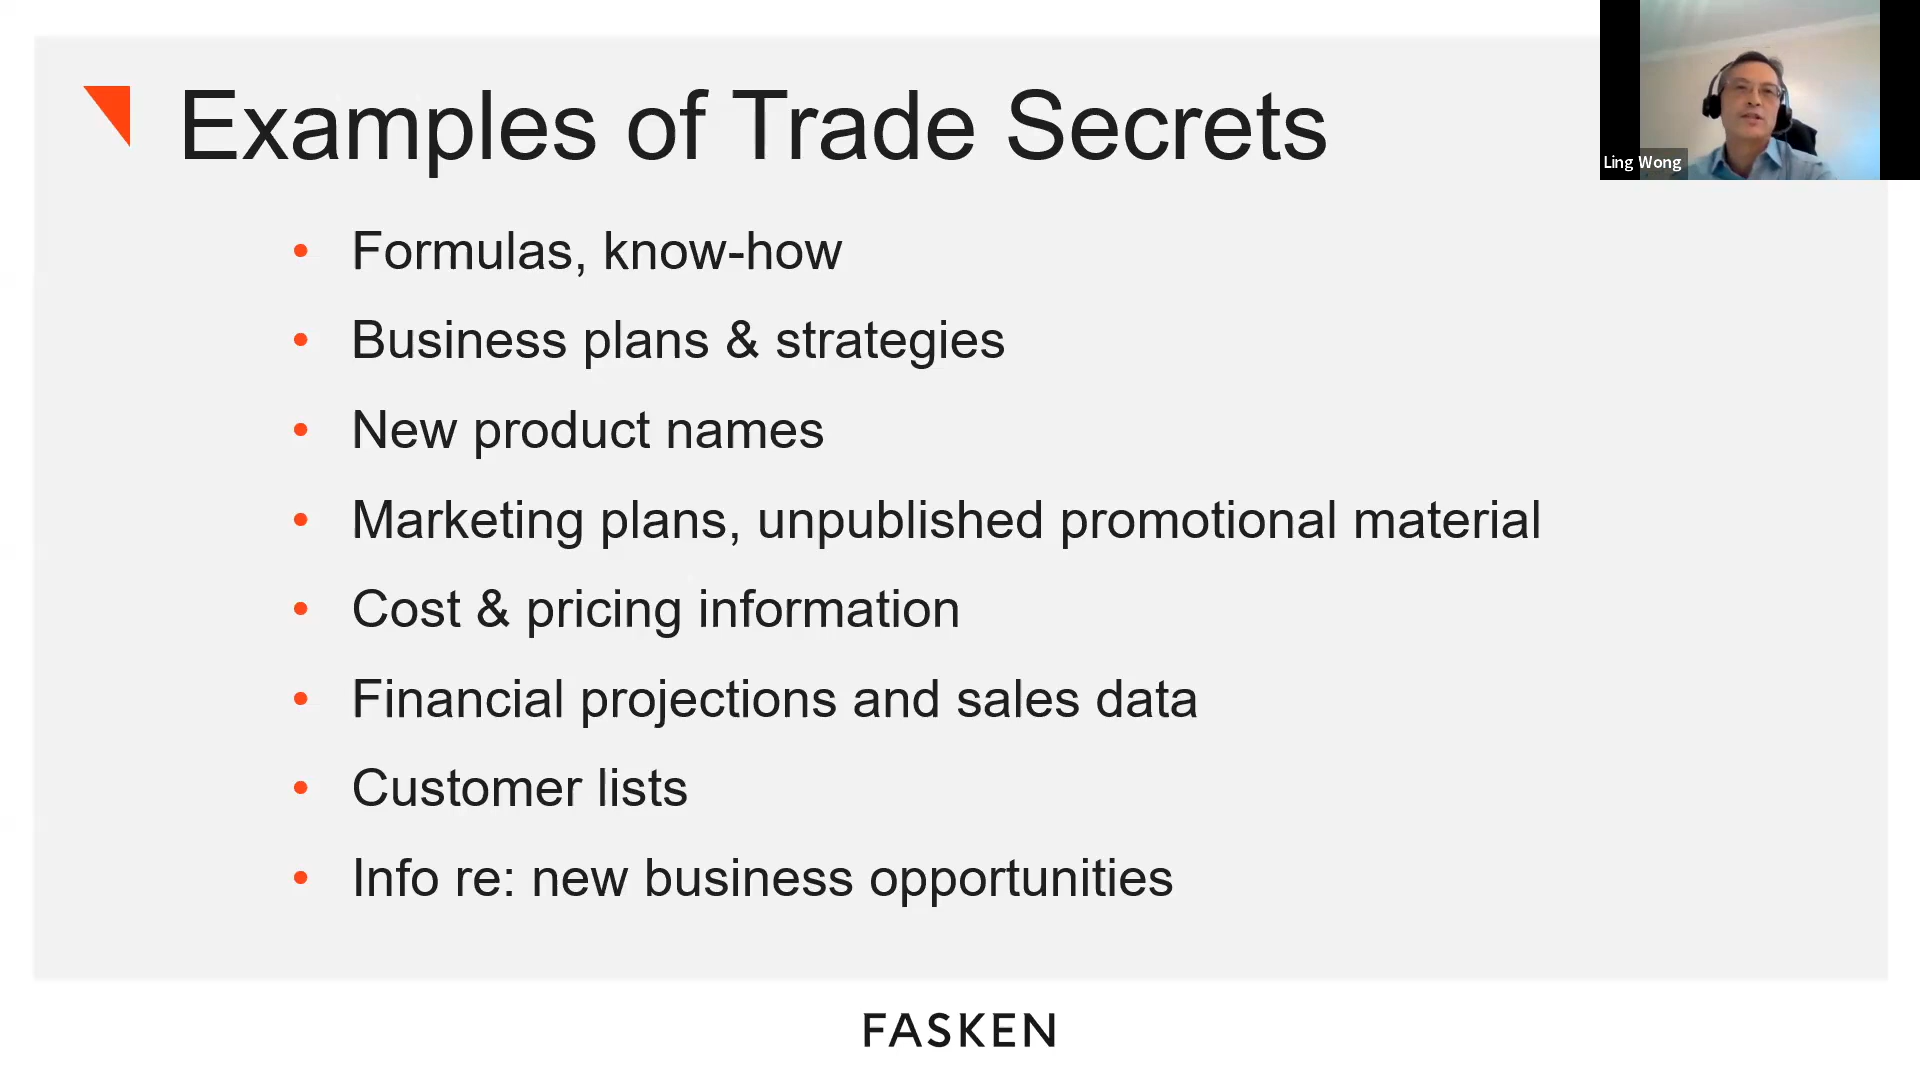 Examples of Trade Secrets
Ling Wong
• Formulas, know-how
• Business plans & strategies
• New product names
• Marketing plans, unpublished promotional material
• Cost & pricing information
• Financial projections and sales data
• Customer lists
• Info re: new business opportunities
FASKEN